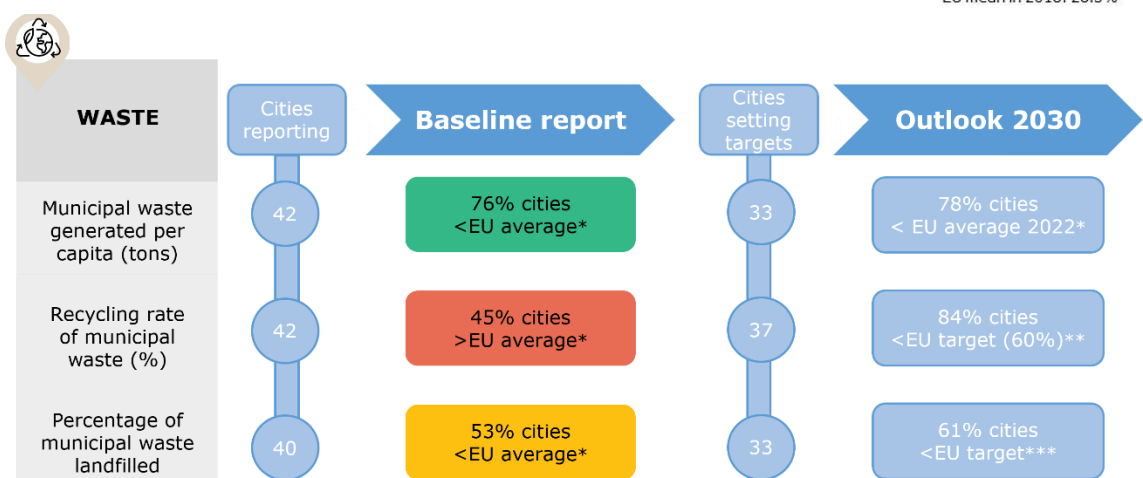 WASTE
Cities
reporting
Baseline report
Cities
setting
targets
Outlook 2030
Municipal waste
generated per
capita (tons)
42
76% cities
<EU average*
33
78% cities
< EU average 2022*
Recycling rate
of municipal
waste (%)
42
45% cities
>EU average*
37
84% cities
<EU target (60%)**
Percentage of
municipal waste
landfilled
40
53% cities
<EU average*
33
61% cities
<EU target***